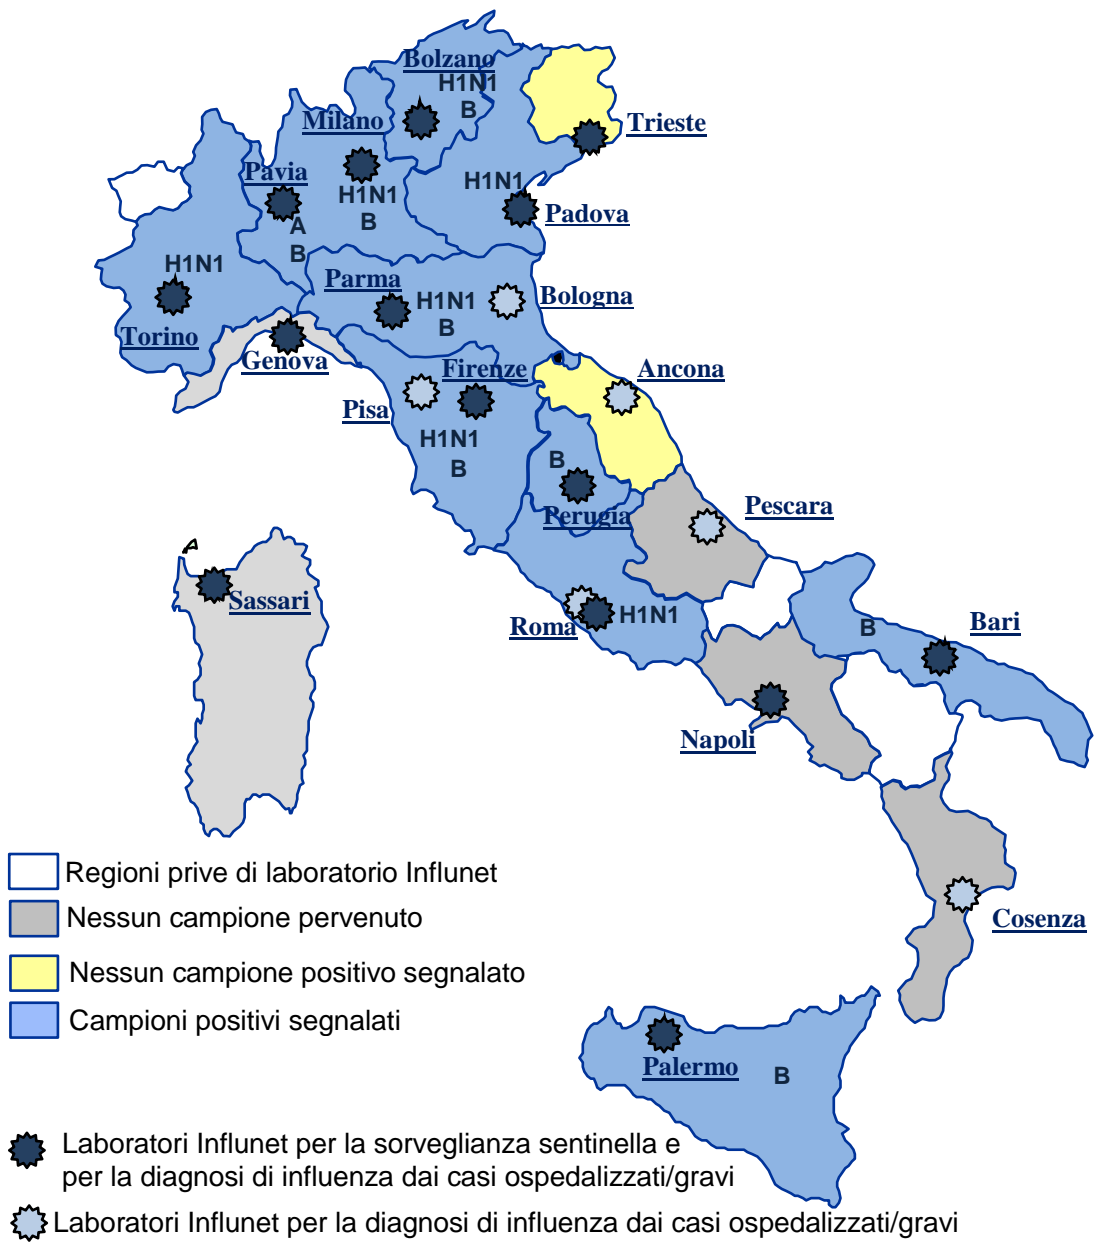 Bolzano
H1N1
B
Milano
Trieste
Pavia
H1N1
H1N1
B
Padova
A
B
H1N1
Parma
H1N1
B
Bologna
Torino
Genova
Firenze
Ancona
Pisa
H1N1
B
B
Perugia
Pescara
Sassari
Roma
H1N1
B
Bari
Napoli
Regioni prive di laboratorio Influnet
Nessun campione pervenuto
Cosenza
Nessun campione positivo segnalato
Campioni positivi segnalati
Palermo
B
Laboratori Influnet per la sorveglianza sentinella e
per la diagnosi di influenza dai casi ospedalizzati/gravi
Laboratori Influnet per la diagnosi di influenza dai casi ospedalizzati/gravi